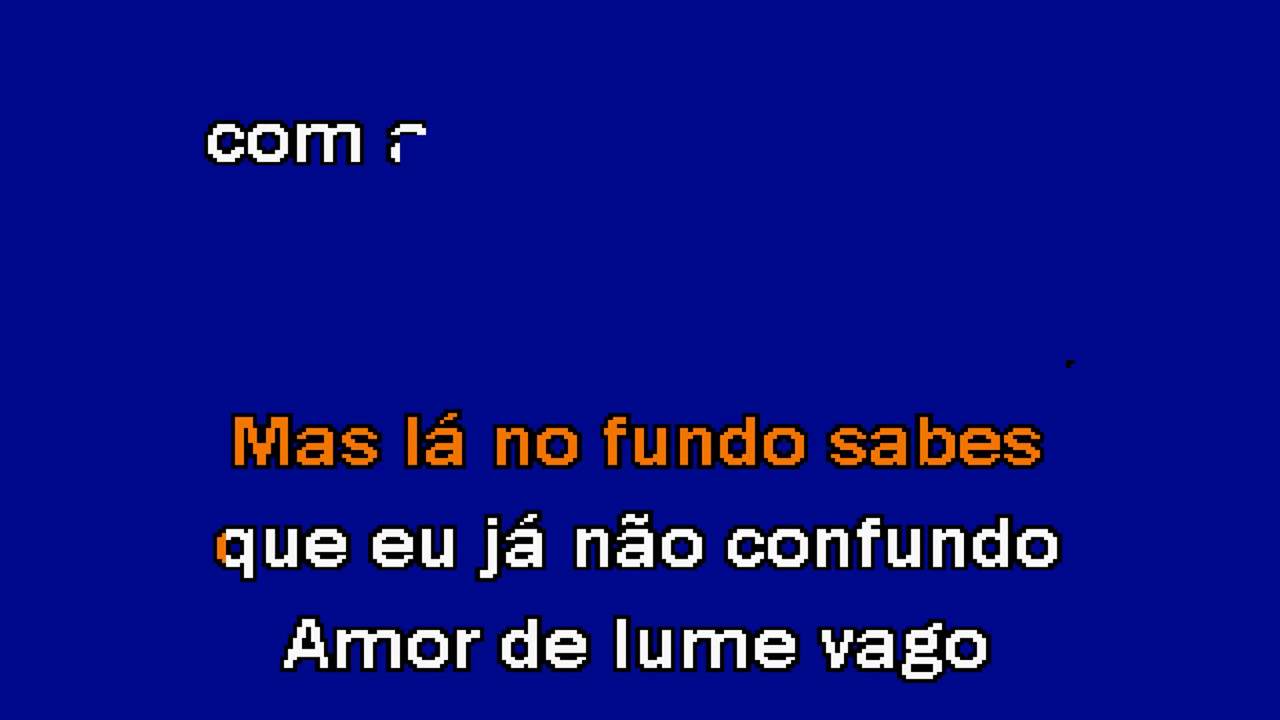 com
Mas lá no fundo sabes
que eu já não confundo
Amor de lume vago